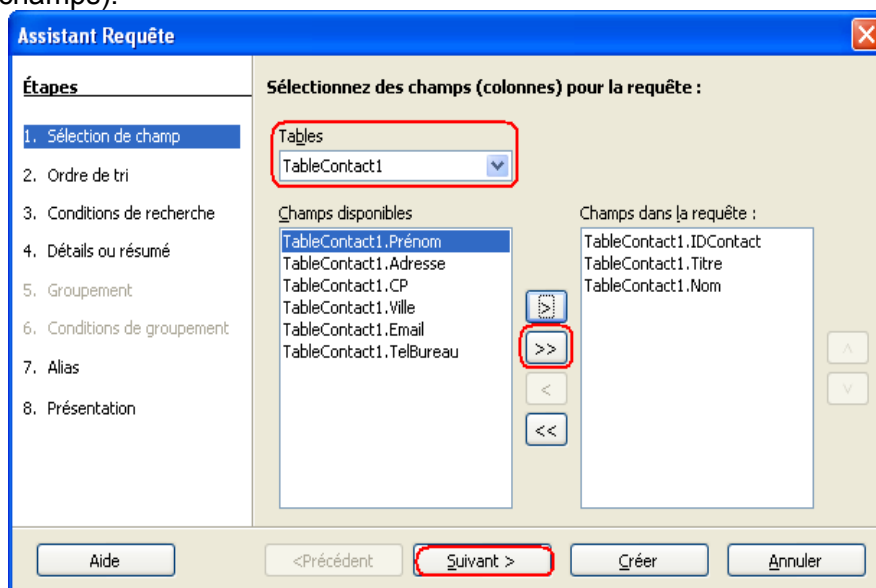 champs).
Assistant Requête
Étapes
1. Sélection de champ
2. Ordre de tri
3. Conditions de recherche
4. Détails ou résumé
5. Groupement
6. Conditions de groupement
7. Alias
8. Présentation
Sélectionnez des champs (colonnes) pour la requête :
Tables
TableContact1
Champs disponibles
TableContact1.Prénom
TableContact1.Adresse
TableContact1.CP
TableContact1.Ville
TableContact1.Email
TableContact1.TelBureau
>
>>
<
<<
Champs dans la requête :
TableContact1.IDContact
TableContact1.Titre
TableContact1.Nom
Aide
<Précédent
Suivant >
Créer
Annuler